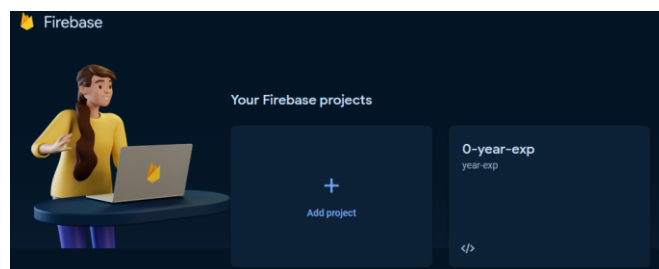 Firebase
Your Firebase projects
0-year-exp
year-exp
+
Add project
</>